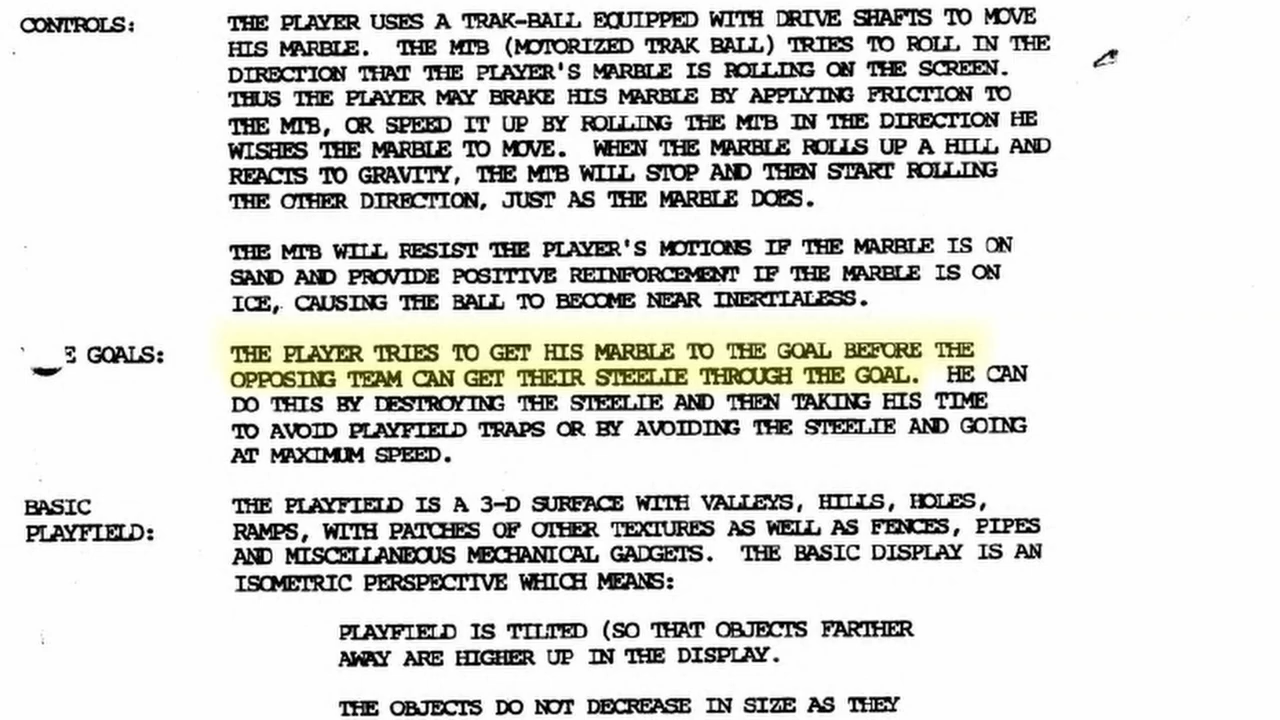 CONTROLS: THE PLAYER USES A TRAK-BALL EQUIPPED WITH DRIVE SHAFTS TO MOVE
HIS MARBLE. THE MTB (MOTORIZED TRAK BALL) TRIES TO ROLL IN THE
DIRECTION THAT THE PLAYER'S MARBLE IS ROLLING ON THE SCREEN.
THUS THE PLAYER MAY BRAKE HIS MARBLE BY APPLYING FRICTION TO
THE MTB, OR SPEED IT UP BY ROLLING THE MTB IN THE DIRECTION HE
WISHES THE MARBLE TO MOVE. WHEN THE MARBLE ROLLS UP A HILL AND
REACTS TO GRAVITY, THE MTB WILL STOP AND THEN START ROLLING
THE OTHER DIRECTION, JUST AS THE MARBLE DOES.
THE MTB WILL RESIST THE PLAYER'S MOTIONS IF THE MARBLE IS ON
SAND AND PROVIDE POSITIVE REINFORCEMENT IF THE MARBLE IS ON
ICE, CAUSING THE BALL TO BECOME NEAR INERTIALESS.
E GOALS: THE PLAYER TRIES TO GET HIS MARBLE TO THE GOAL BEFORE THE
OPPOSING TEAM CAN GET THEIR STEELIE THROUGH THE GOAL. HE CAN
DO THIS BY DESTROYING THE STEELIE AND THEN TAKING HIS TIME
TO AVOID PLAYFIELD TRAPS OR BY AVOIDING THE STEELIE AND GOING
AT MAXIMUM SPEED.
BASIC THE PLAYFIELD IS A 3-D SURFACE WITH VALLEYS, HILLS, HOLES,
PLAYFIELD: RAMPS, WITH PATCHES OF OTHER TEXTURES AS WELL AS FENCES, PIPES
AND MISCELLANEOUS MECHANICAL GADGETS. THE BASIC DISPLAY IS AN
ISOMETRIC PERSPECTIVE WHICH MEANS:
PLAYFIELD IS TILTED (SO THAT OBJECTS FARTHER
AWAY ARE HIGHER UP IN THE DISPLAY.
THE OBJECTS DO NOT DECREASE IN SIZE AS THEY